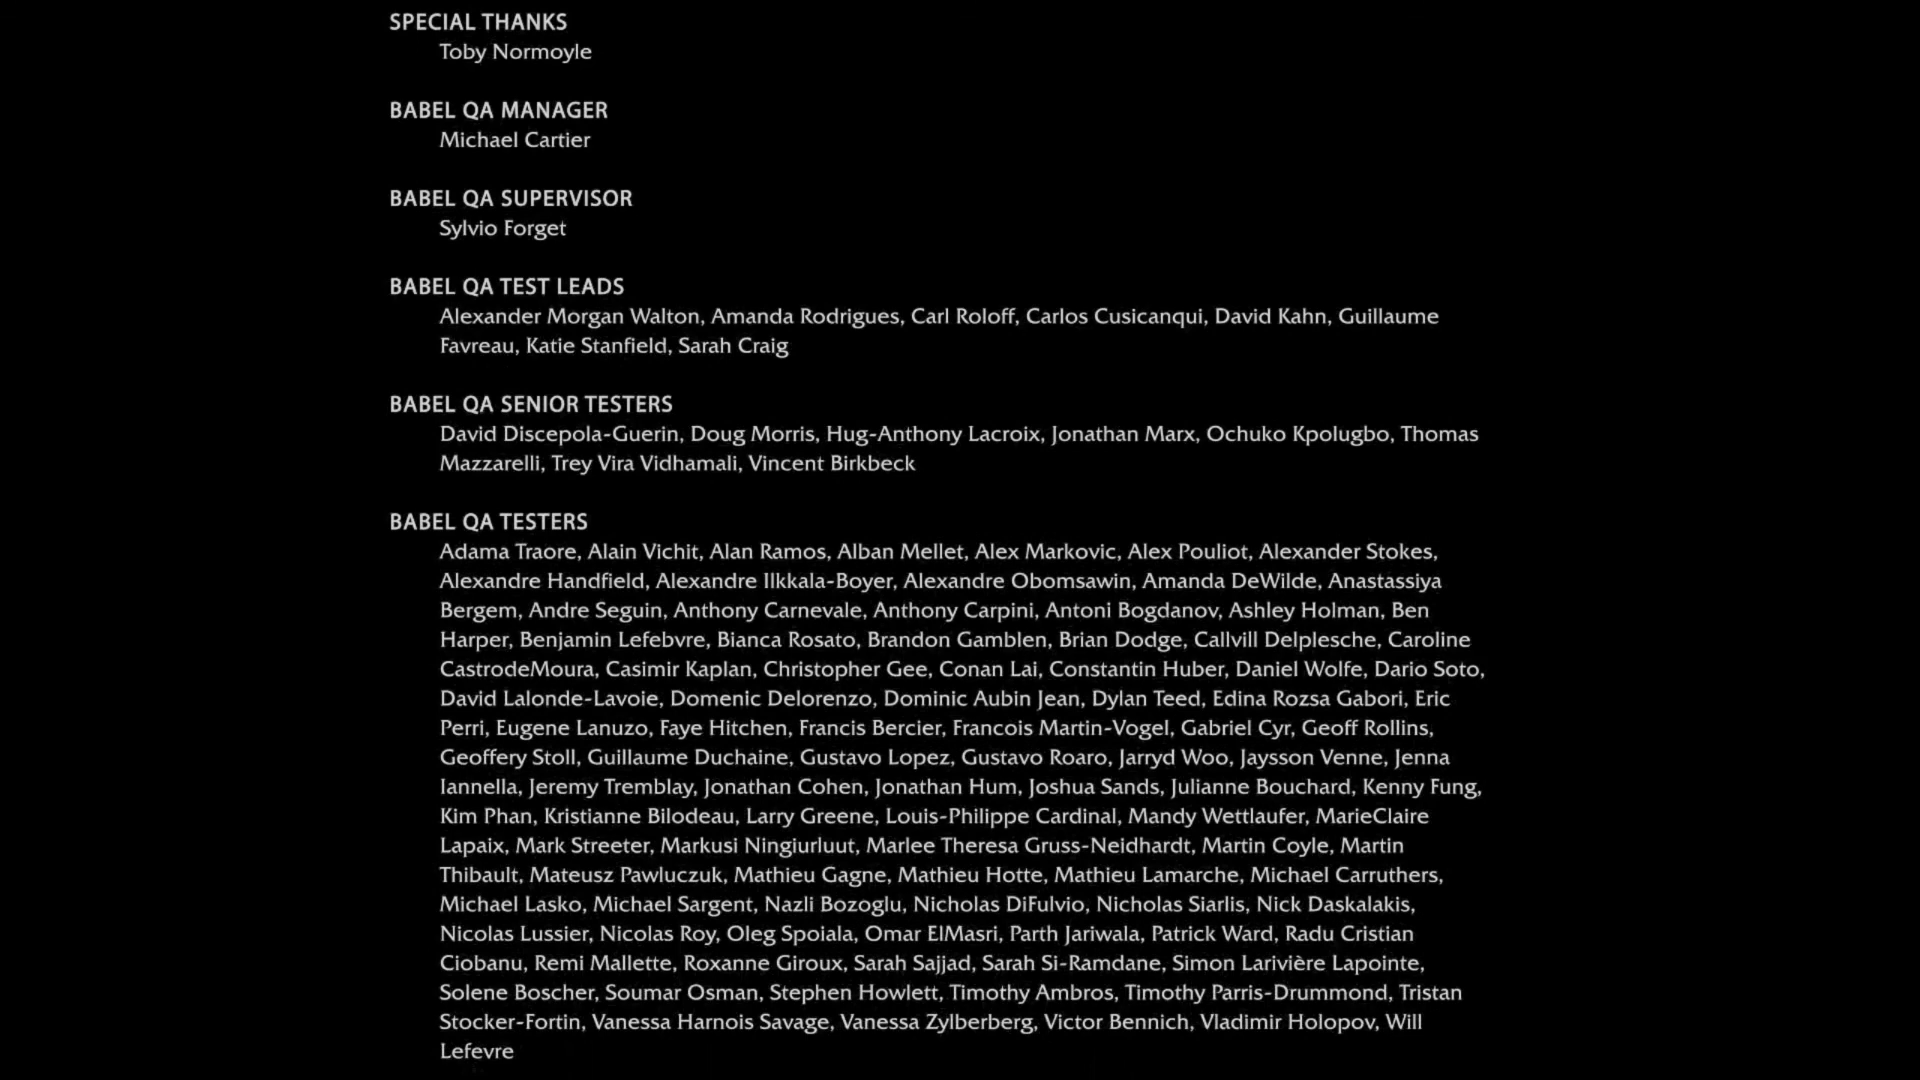 SPECIAL THANKS
Toby Normoyle
BABEL QA MANAGER
Michael Cartier
BABEL QA SUPERVISOR
Sylvio Forget
BABEL QA TEST LEADS
Alexander Morgan Walton, Amanda Rodrigues, Carl Roloff, Carlos Cusicanqui, David Kahn, Guillaume
Favreau, Katie Stanfield, Sarah Craig
BABEL QA SENIOR TESTERS
David Discepola-Guerin, Doug Morris, Hug-Anthony Lacroix, Jonathan Marx, Ochuko Kpolugbo, Thomas
Mazzarelli, Trey Vira Vidhamali, Vincent Birkbeck
BABEL QA TESTERS
Adama Traore, Alain Vichit, Alan Ramos, Alban Mellet, Alex Markovic, Alex Pouliot, Alexander Stokes,
Alexandre Handfield, Alexandre Ilkkala-Boyer, Alexandre Obomsawin, Amanda DeWilde, Anastassiya
Bergem, Andre Seguin, Anthony Carnevale, Anthony Carpini, Antoni Bogdanov, Ashley Holman, Ben
Harper, Benjamin Lefebvre, Bianca Rosato, Brandon Gamblen, Brian Dodge, Callvill Delplesche, Caroline
CastrodeMoura, Casimir Kaplan, Christopher Gee, Conan Lai, Constantin Huber, Daniel Wolfe, Dario Soto,
David Lalonde-Lavoie, Domenic Delorenzo, Dominic Aubin Jean, Dylan Teed, Edina Rozsa Gabori, Eric
Perri, Eugene Lanuzo, Faye Hitchen, Francis Bercier, Francois Martin-Vogel, Gabriel Cyr, Geoff Rollins,
Geoffery Stoll, Guillaume Duchaine, Gustavo Lopez, Gustavo Roaro, Jarryd Woo, Jaysson Venne, Jenna
Iannella, Jeremy Tremblay, Jonathan Cohen, Jonathan Hum, Joshua Sands, Julianne Bouchard, Kenny Fung,
Kim Phan, Kristianne Bilodeau, Larry Greene, Louis-Philippe Cardinal, Mandy Wettlaufer, MarieClaire
Lapaix, Mark Streeter, Markusi Ningiurluut, Marlee Theresa Gruss-Neidhardt, Martin Coyle, Martin
Thibault, Mateusz Pawluczuk, Mathieu Gagne, Mathieu Hotte, Mathieu Lamarche, Michael Carruthers,
Michael Lasko, Michael Sargent, Nazli Bozoglu, Nicholas DiFulvio, Nicholas Siarlis, Nick Daskalakis,
Nicolas Lussier, Nicolas Roy, Oleg Spoiala, Omar ElMasri, Parth Jariwala, Patrick Ward, Radu Cristian
Ciobanu, Remi Mallette, Roxanne Giroux, Sarah Sajjad, Sarah Si-Ramdane, Simon Larivière Lapointe,
Solene Boscher, Soumar Osman, Stephen Howlett, Timothy Ambros, Timothy Parris-Drummond, Tristan
Stocker-Fortin, Vanessa Harnois Savage, Vanessa Zylberberg, Victor Bennich, Vladimir Holopov, Will
Lefevre